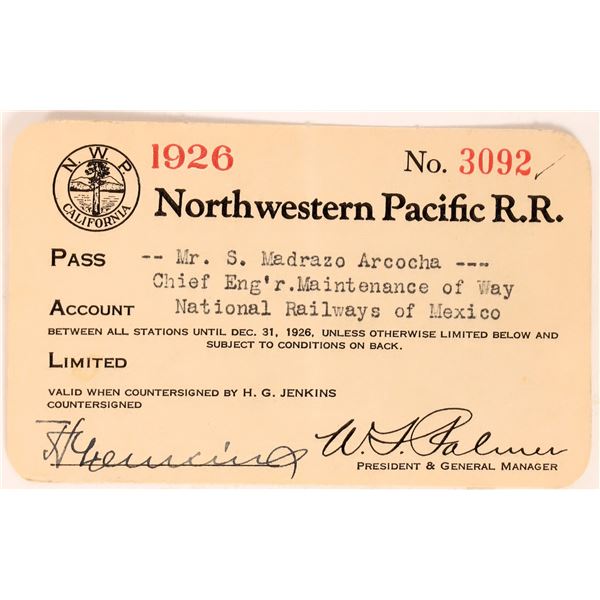 N.W.P.
CALIFORNIA
1926 No. 3092
Northwestern Pacific R.R.
PASS -- Mr. S. Madrazo Arcocha ---
Chief Eng'r.Maintenance of Way
ACCOUNT National Railways of Mexico
BETWEEN ALL STATIONS UNTIL DEC. 31, 1926, UNLESS OTHERWISE LIMITED BELOW AND
SUBJECT TO CONDITIONS ON BACK.
LIMITED
VALID WHEN COUNTERSIGNED BY H. G. JENKINS
COUNTERSIGNED
HGJenkins W.S. Palmer
PRESIDENT & GENERAL MANAGER